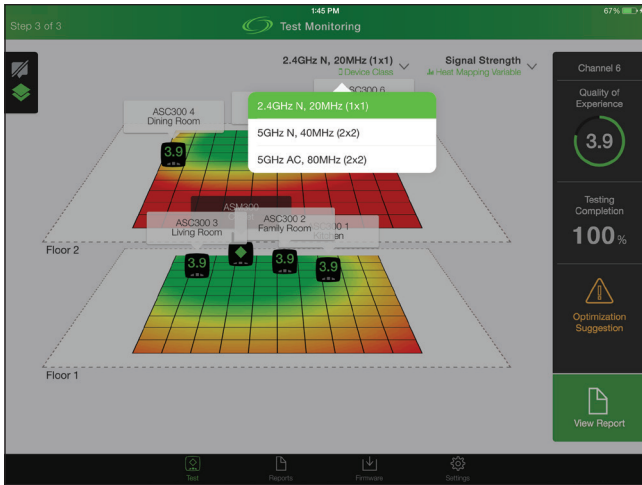 1:45 PM
67%
Step 3 of 3
Test Monitoring
2.4GHz N, 20MHz (1x1)
Device Class
Signal Strength
Heat Mapping Variable
Channel 6
Quality of
Experience
3.9
Testing
Completion
100%
Optimization
Suggestion
View Report
SC300 6
2.4GHz N, 20MHz (1x1)
5GHz N, 40MHz (2x2)
5GHz AC, 80MHz (2x2)
ASC300 4
Dining Room
3.9
ASM300
ASC300 3
Living Room
ASC300 2
Family Room
SC300 1
Kitchen
Floor 2
3.9
3.9
3.9
Floor 1
Test
Reports
Firmware
Settings